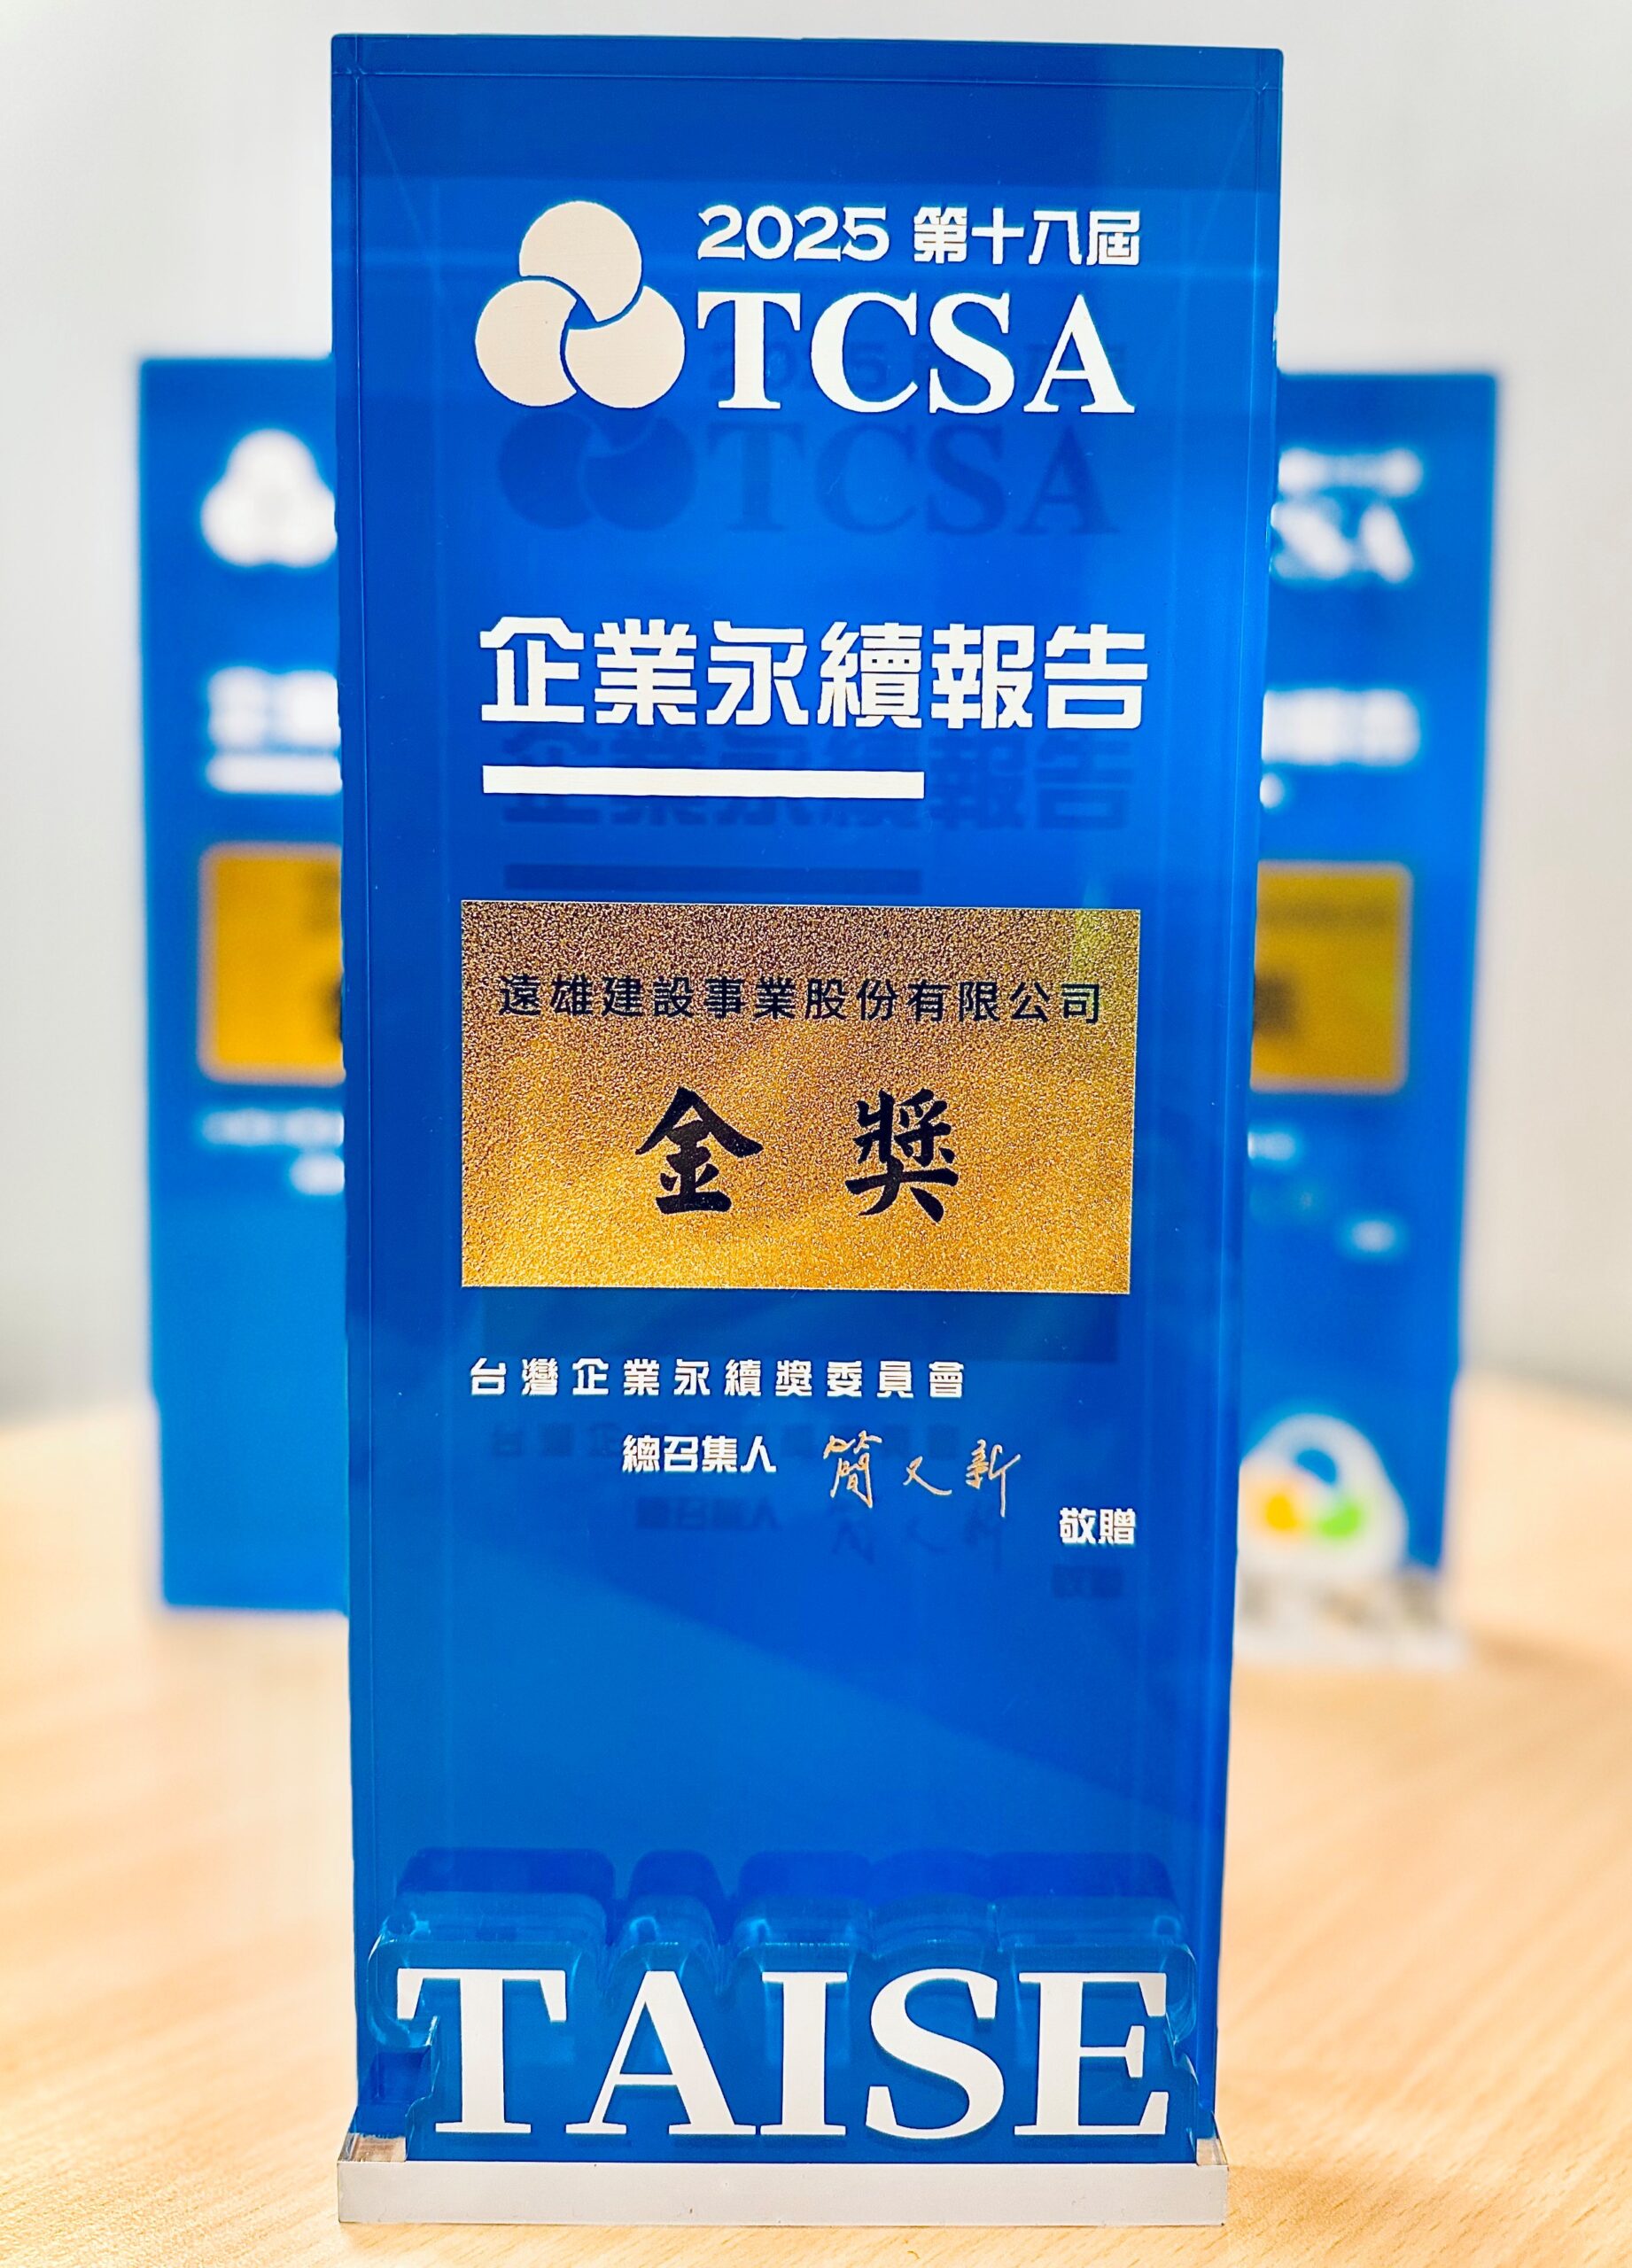 2025 第十八屆
TCSA
企業永續報告
遠雄建設事業股份有限公司
金獎
台灣企業永續獎委員會
總召集人 簡又新
敬贈
TAISE
SA